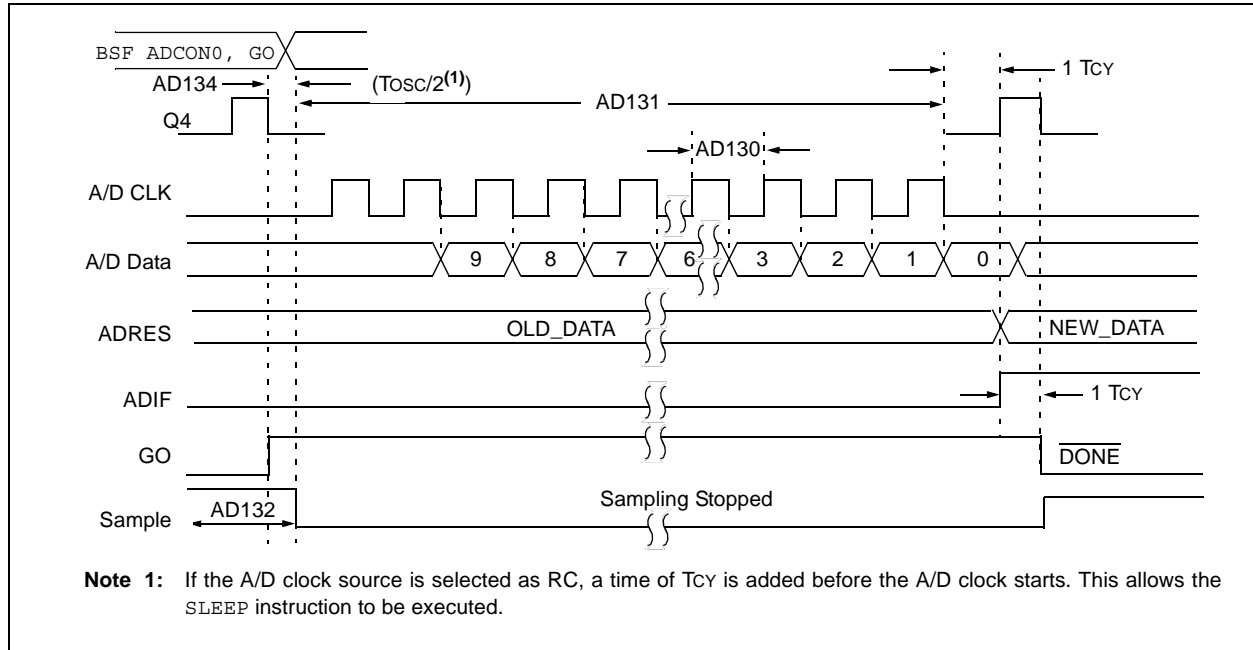 BSF ADCON0, GO
AD134
(TOSC/2(1))
1 TCY
AD131
Q4
AD130
A/D CLK
A/D Data
9
8
7
6
3
2
1
0
ADRES
OLD_DATA
NEW_DATA
ADIF
1 TCY
GO
DONE
Sample
AD132
Sampling Stopped
Note 1: If the A/D clock source is selected as RC, a time of TCY is added before the A/D clock starts. This allows the
SLEEP instruction to be executed.